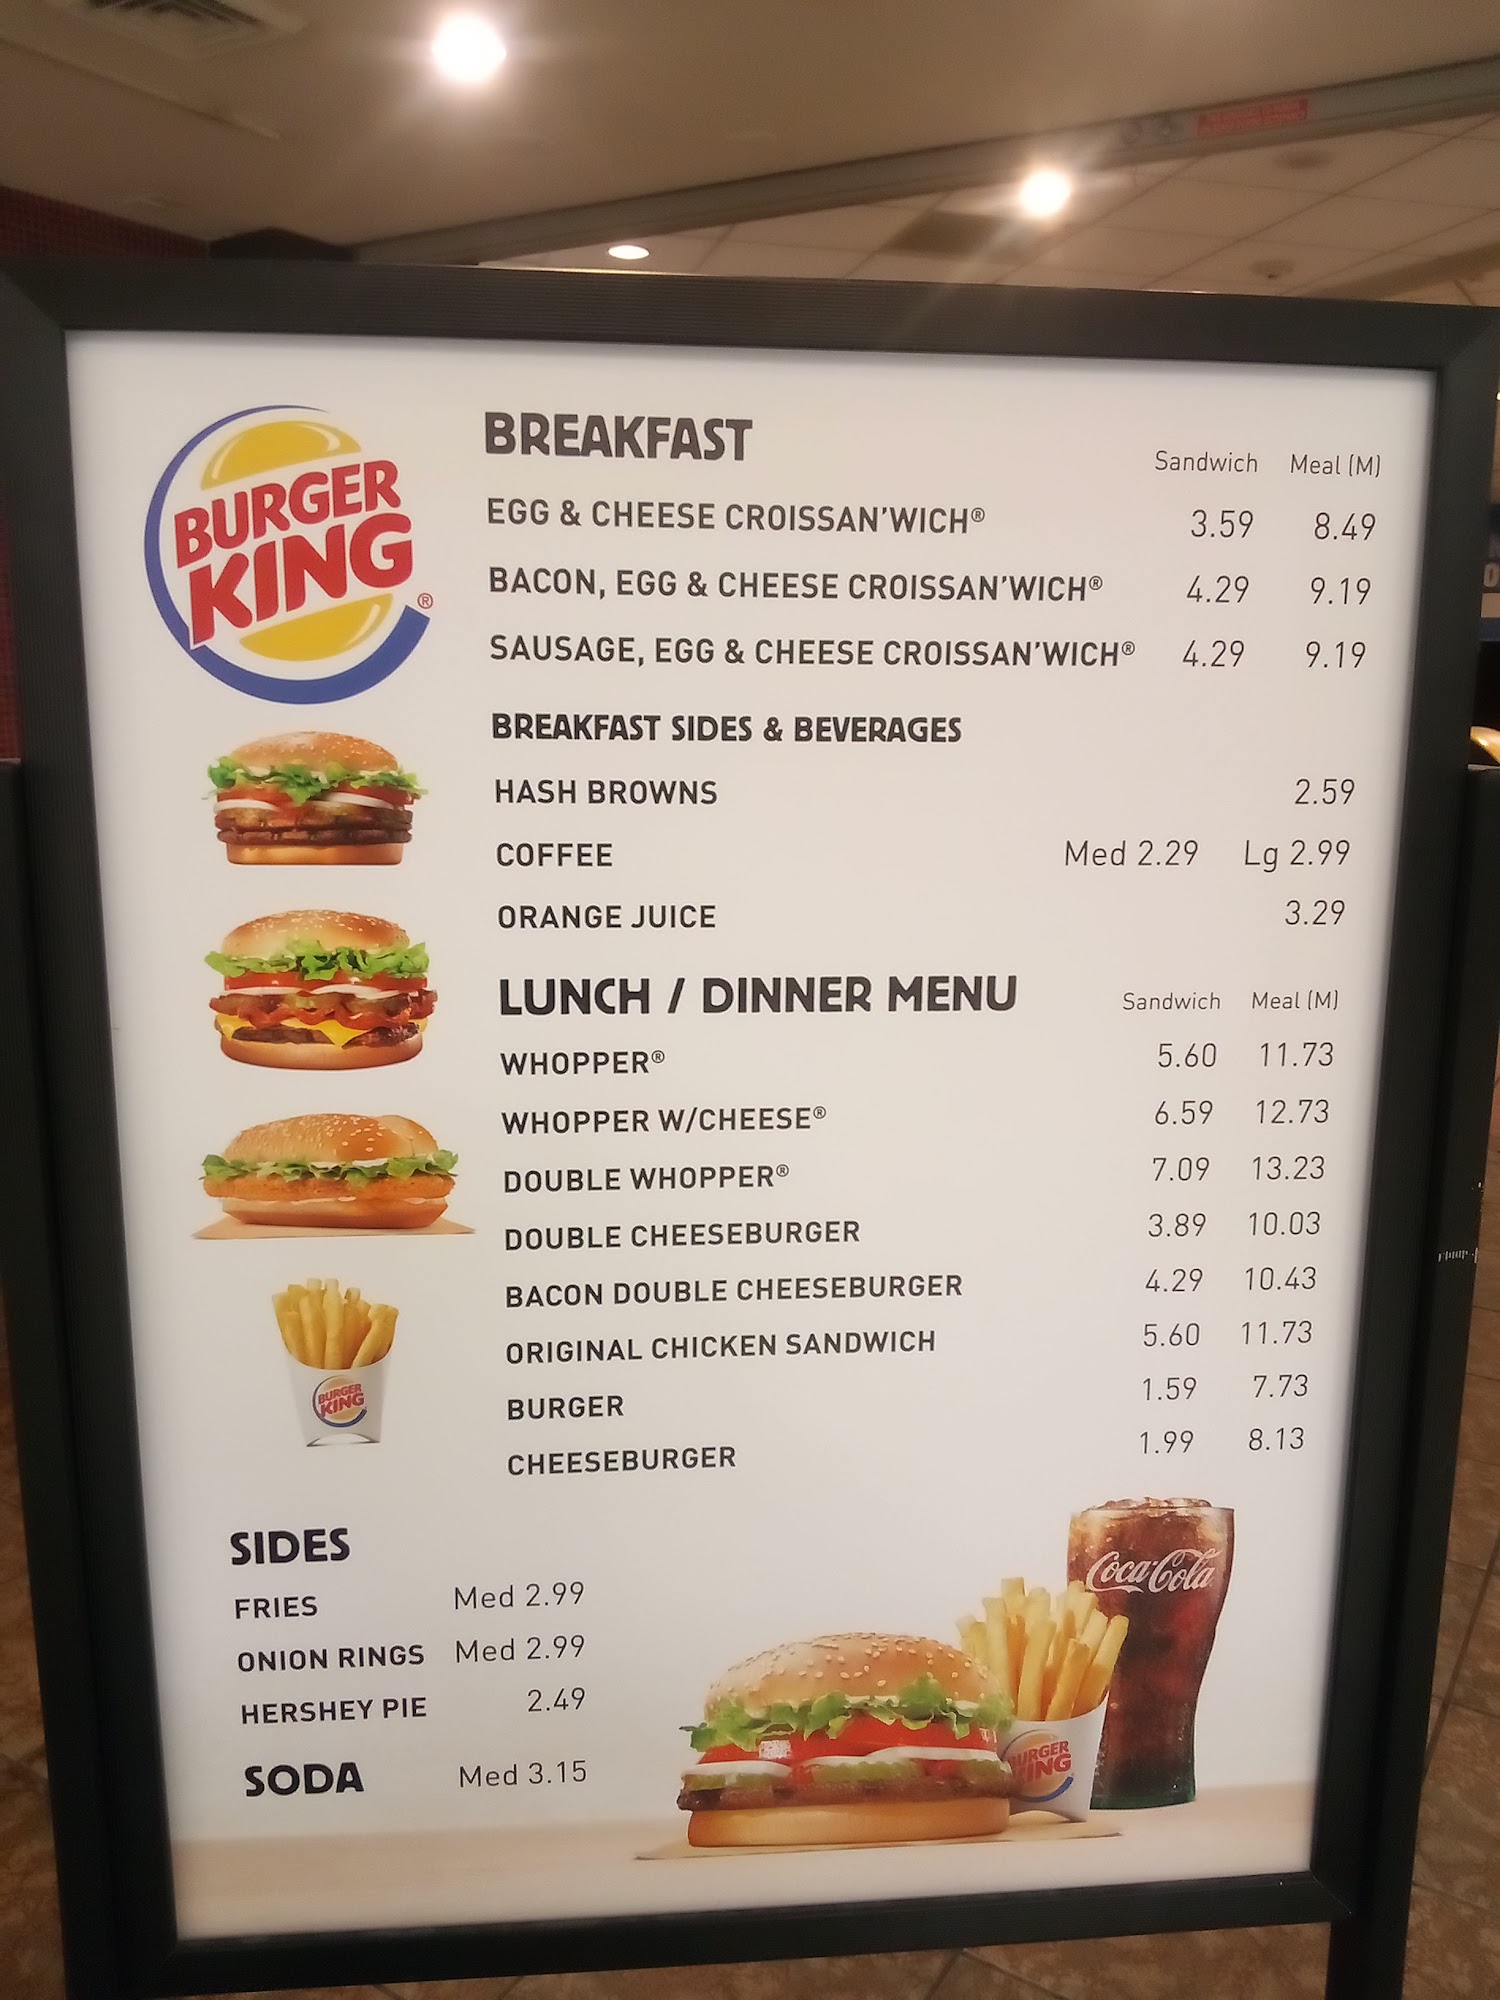 BURGER
KING®
BREAKFAST
Sandwich Meal (M)
EGG & CHEESE CROISSAN'WICH® 3.59 8.49
BACON, EGG & CHEESE CROISSAN'WICH® 4.29 9.19
SAUSAGE, EGG & CHEESE CROISSAN'WICH® 4.29 9.19
BREAKFAST SIDES & BEVERAGES
HASH BROWNS 2.59
COFFEE Med 2.29 Lg 2.99
ORANGE JUICE 3.29
LUNCH / DINNER MENU Sandwich Meal (M)
WHOPPER® 5.60 11.73
WHOPPER W/CHEESE® 6.59 12.73
DOUBLE WHOPPER® 7.09 13.23
DOUBLE CHEESEBURGER 3.89 10.03
BACON DOUBLE CHEESEBURGER 4.29 10.43
ORIGINAL CHICKEN SANDWICH 5.60 11.73
BURGER 1.59 7.73
CHEESEBURGER 1.99 8.13
BURGER
KING
SIDES
FRIES Med 2.99
ONION RINGS Med 2.99
HERSHEY PIE 2.49
SODA Med 3.15
Coca-Cola
BURGER
KING